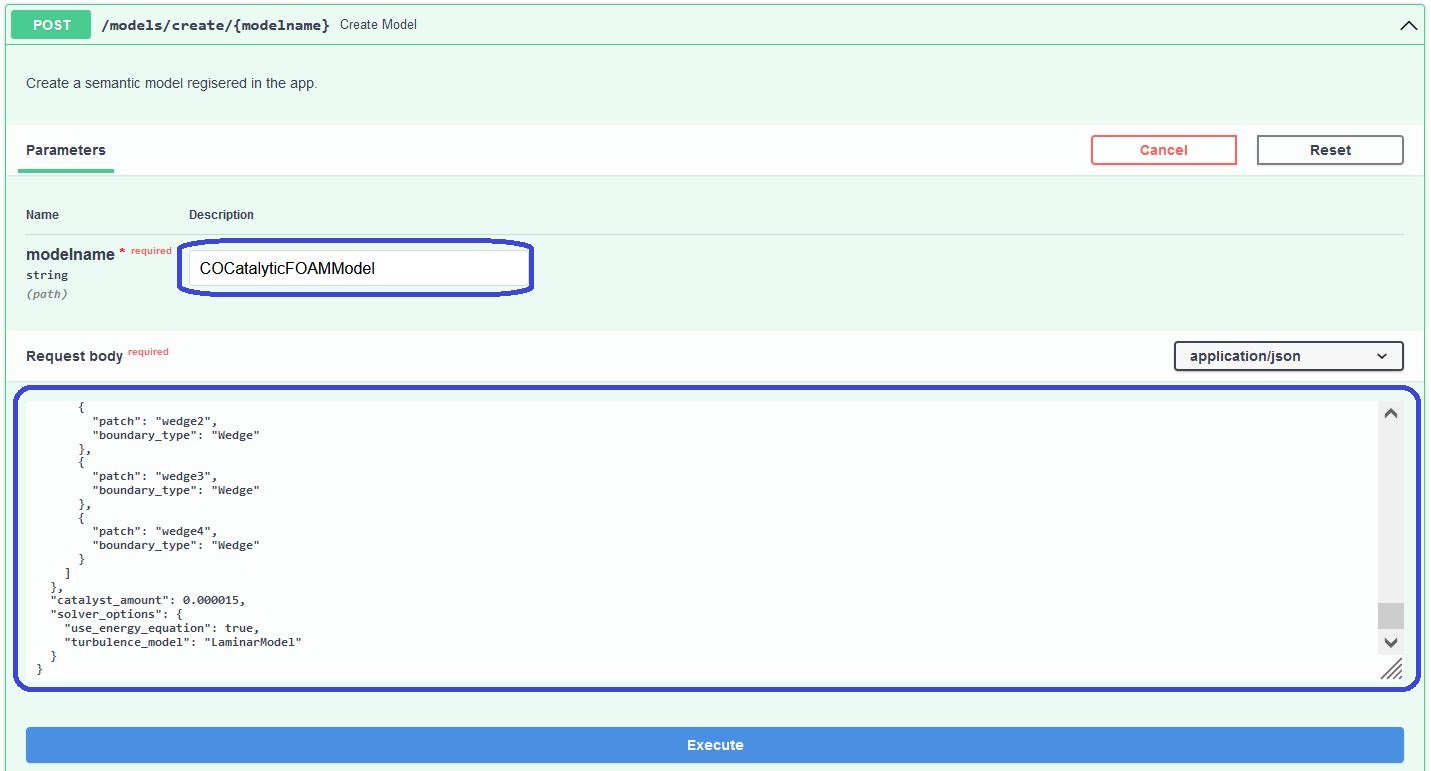 POST /models/create/{modelname} Create Model
Create a semantic model regisered in the app.
Parameters Cancel Reset
Name Description
modelname * required
string
(path)
COCatalyticFOAMModel
Request body required application/json
{
"patch": "wedge2",
"boundary_type": "Wedge"
},
{
"patch": "wedge3",
"boundary_type": "Wedge"
},
{
"patch": "wedge4",
"boundary_type": "Wedge"
}
]
},
"catalyst_amount": 0.000015,
"solver_options": {
"use_energy_equation": true,
"turbulence_model": "LaminarModel"
}
}
Execute